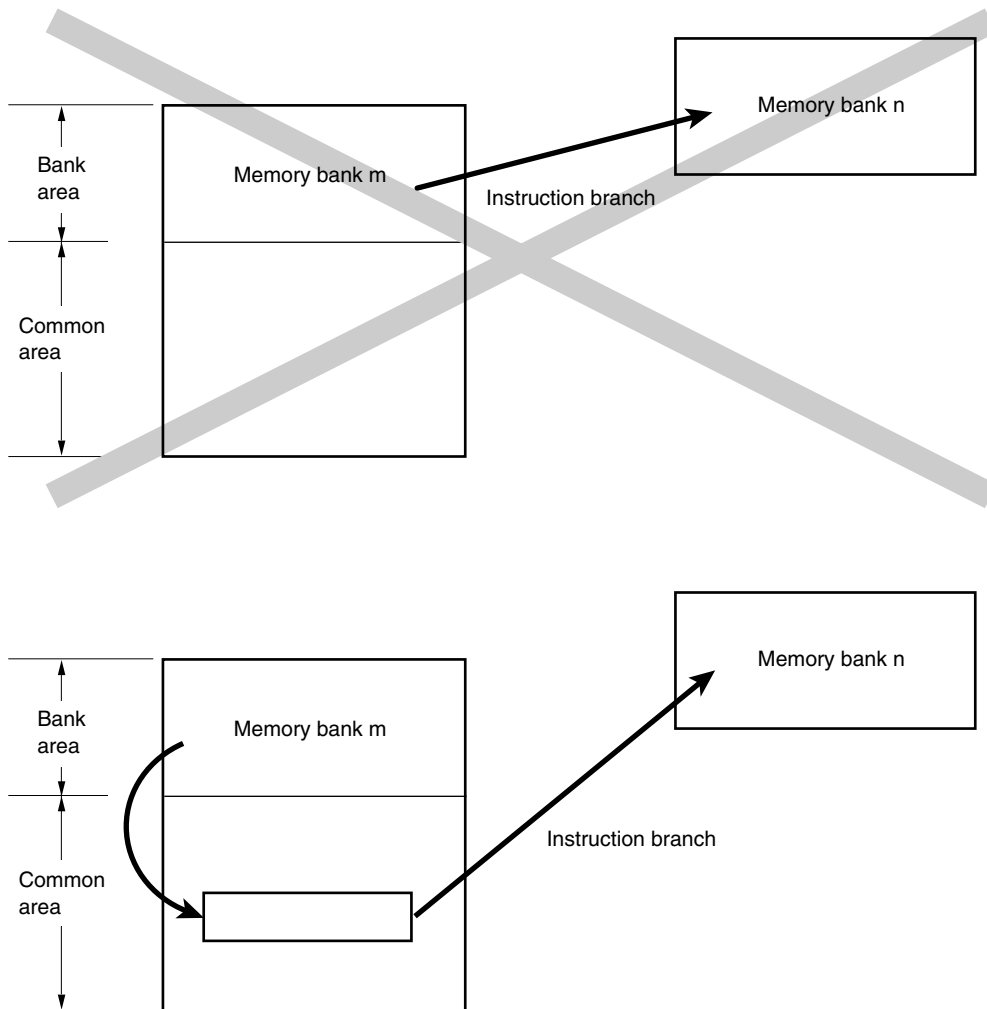 Memory bank n
Bank
area
Memory bank m
Instruction branch
Common
area
Memory bank n
Bank
area
Memory bank m
Instruction branch
Common
area